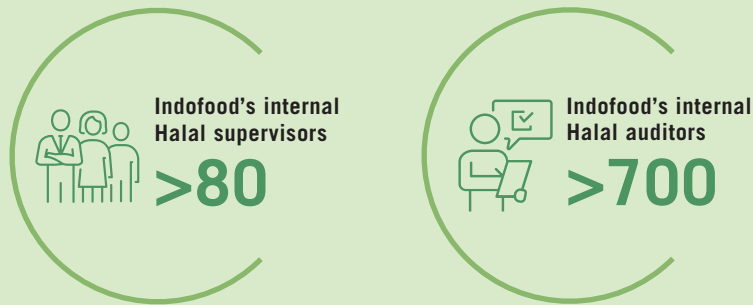 Indofood's internal
Halal supervisors
>80
Indofood's internal
Halal auditors
>700